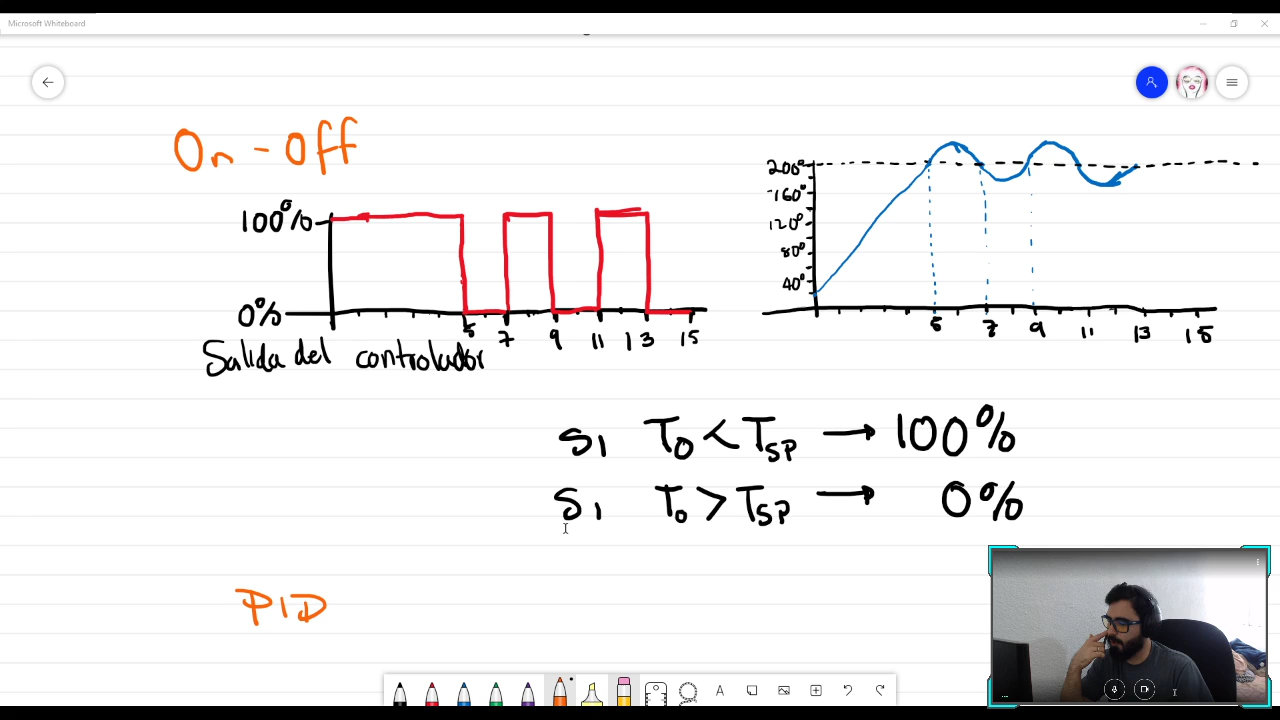 Microsoft Whiteboard
On - Off
100%
0%
5 7 9 11 13 15
Salida del controlador
200°
160°
120°
80°
40°
5 7 9 11 13 15
si To < TSP → 100%
si To > TSP → 0%
PID
A